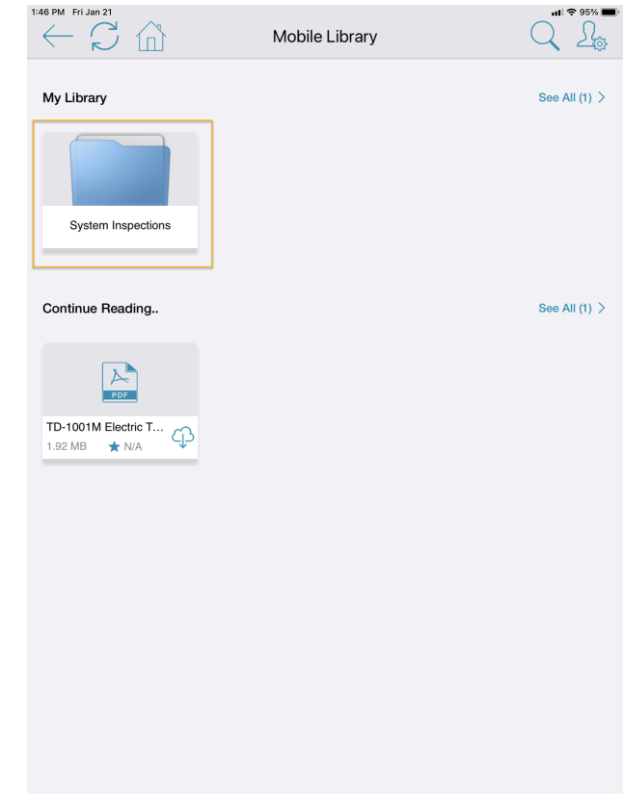 1:46 PM Fri Jan 21
95%
Mobile Library
My Library
See All (1) >
System Inspections
Continue Reading..
See All (1) >
PDF
TD-1001M Electric T...
1.92 MB ★ N/A